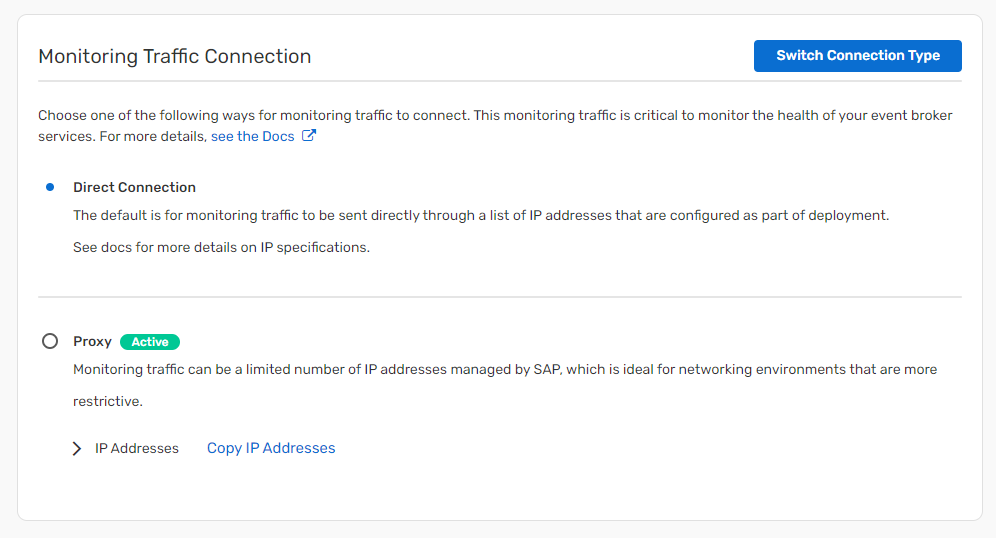 Monitoring Traffic Connection
Switch Connection Type
Choose one of the following ways for monitoring traffic to connect. This monitoring traffic is critical to monitor the health of your event broker
services. For more details, see the Docs
Direct Connection
The default is for monitoring traffic to be sent directly through a list of IP addresses that are configured as part of deployment.
See docs for more details on IP specifications.
Proxy Active
Monitoring traffic can be a limited number of IP addresses managed by SAP, which is ideal for networking environments that are more
restrictive.
IP Addresses Copy IP Addresses